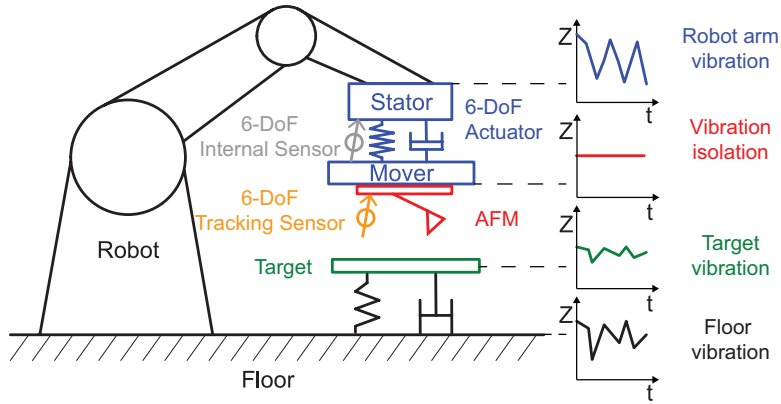 Z
t
Robot arm
vibration
Stator
6-DoF
Actuator
6-DoF
Internal Sensor
Mover
Z
t
Vibration
isolation
6-DoF
Tracking Sensor
AFM
Robot
Target
Z
t
Target
vibration
Z
t
Floor
vibration
Floor